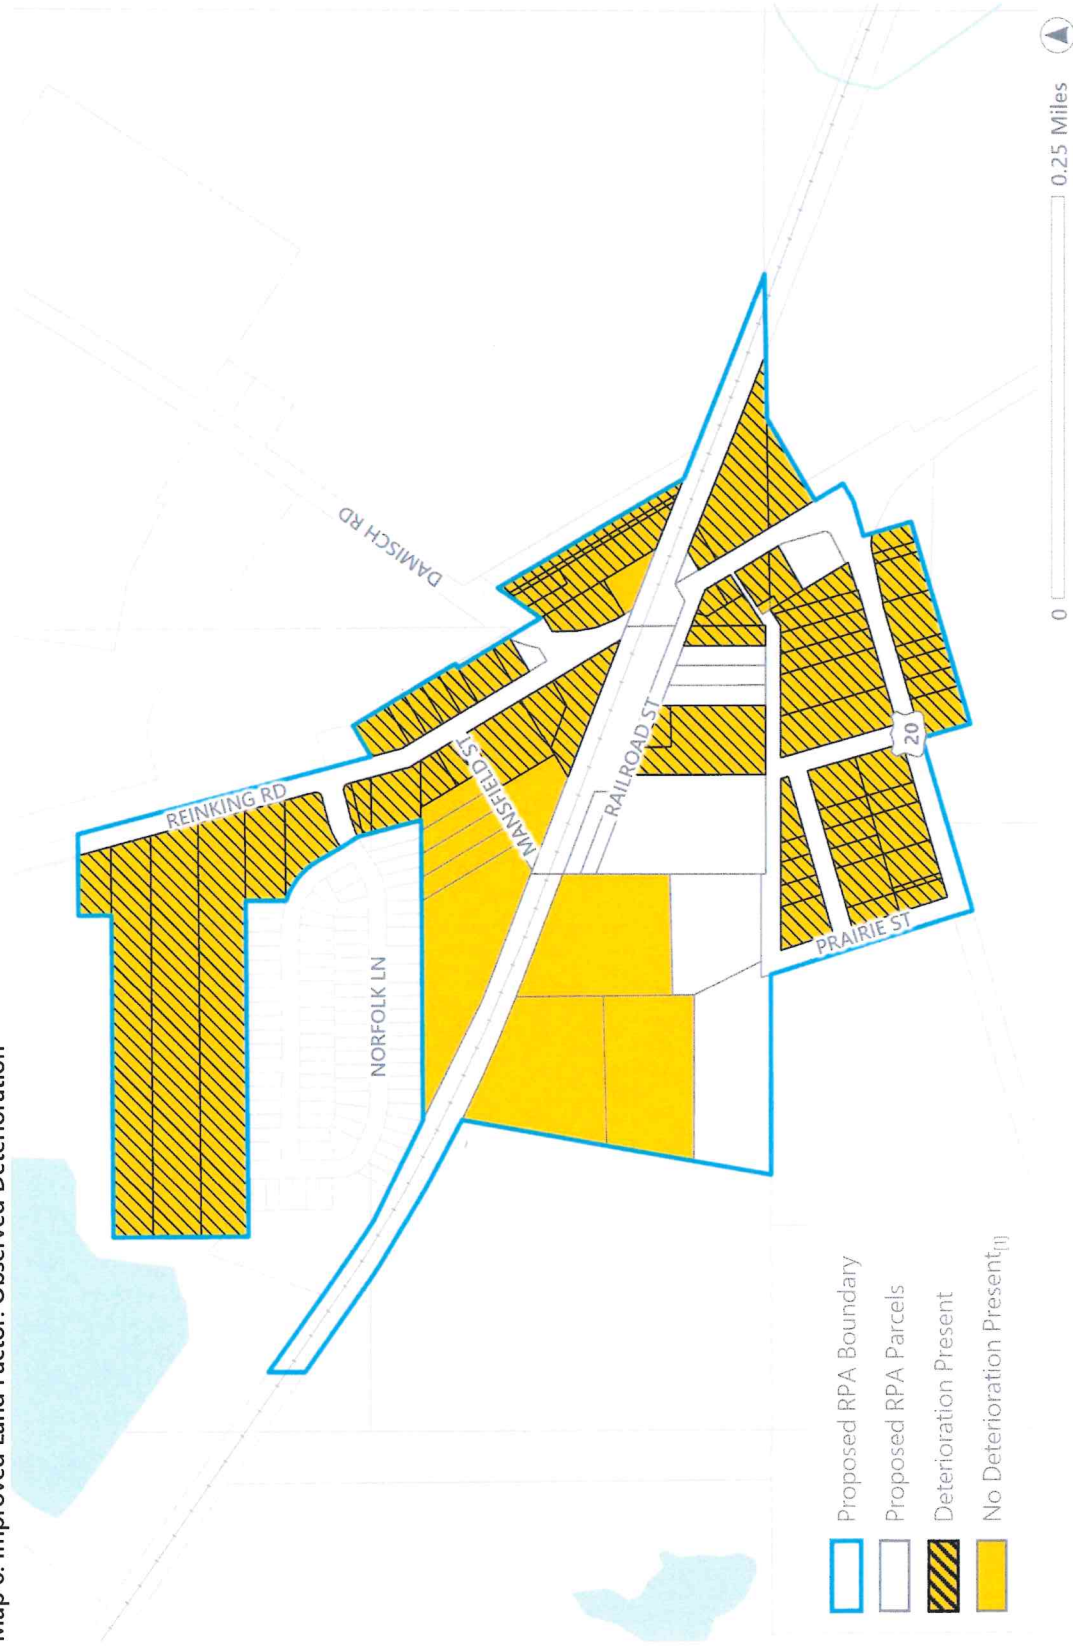 Map 6: Improved Land Factor: Observed Deterioration
DAMISCH RD
REINKING RD
MANSFIELD ST
RAILROAD ST
NORFOLK LN
PRAIRIE ST
20
Proposed RPA Boundary
Proposed RPA Parcels
Deterioration Present
No Deterioration Present[1]
0 0.25 Miles